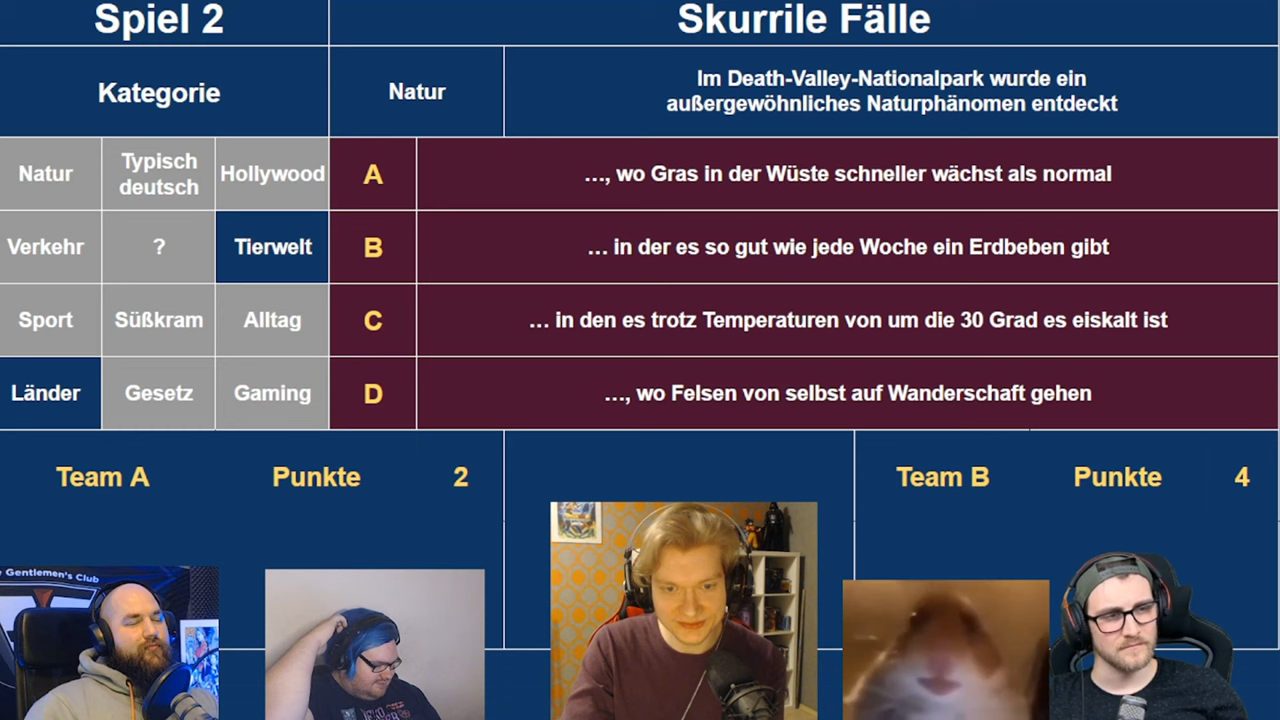 Spiel 2
Skurrile Fälle
Kategorie
Natur
Im Death-Valley-Nationalpark wurde ein
außergewöhnliches Naturphänomen entdeckt
Natur
Typisch
deutsch
Hollywood
A
…, wo Gras in der Wüste schneller wächst als normal
Verkehr
?
Tierwelt
B
… in der es so gut wie jede Woche ein Erdbeben gibt
Sport
Süßkram
Alltag
C
… in den es trotz Temperaturen von um die 30 Grad es eiskalt ist
Länder
Gesetz
Gaming
D
…, wo Felsen von selbst auf Wanderschaft gehen
Team A
Punkte
2
Team B
Punkte
4
Gentlemen's Club